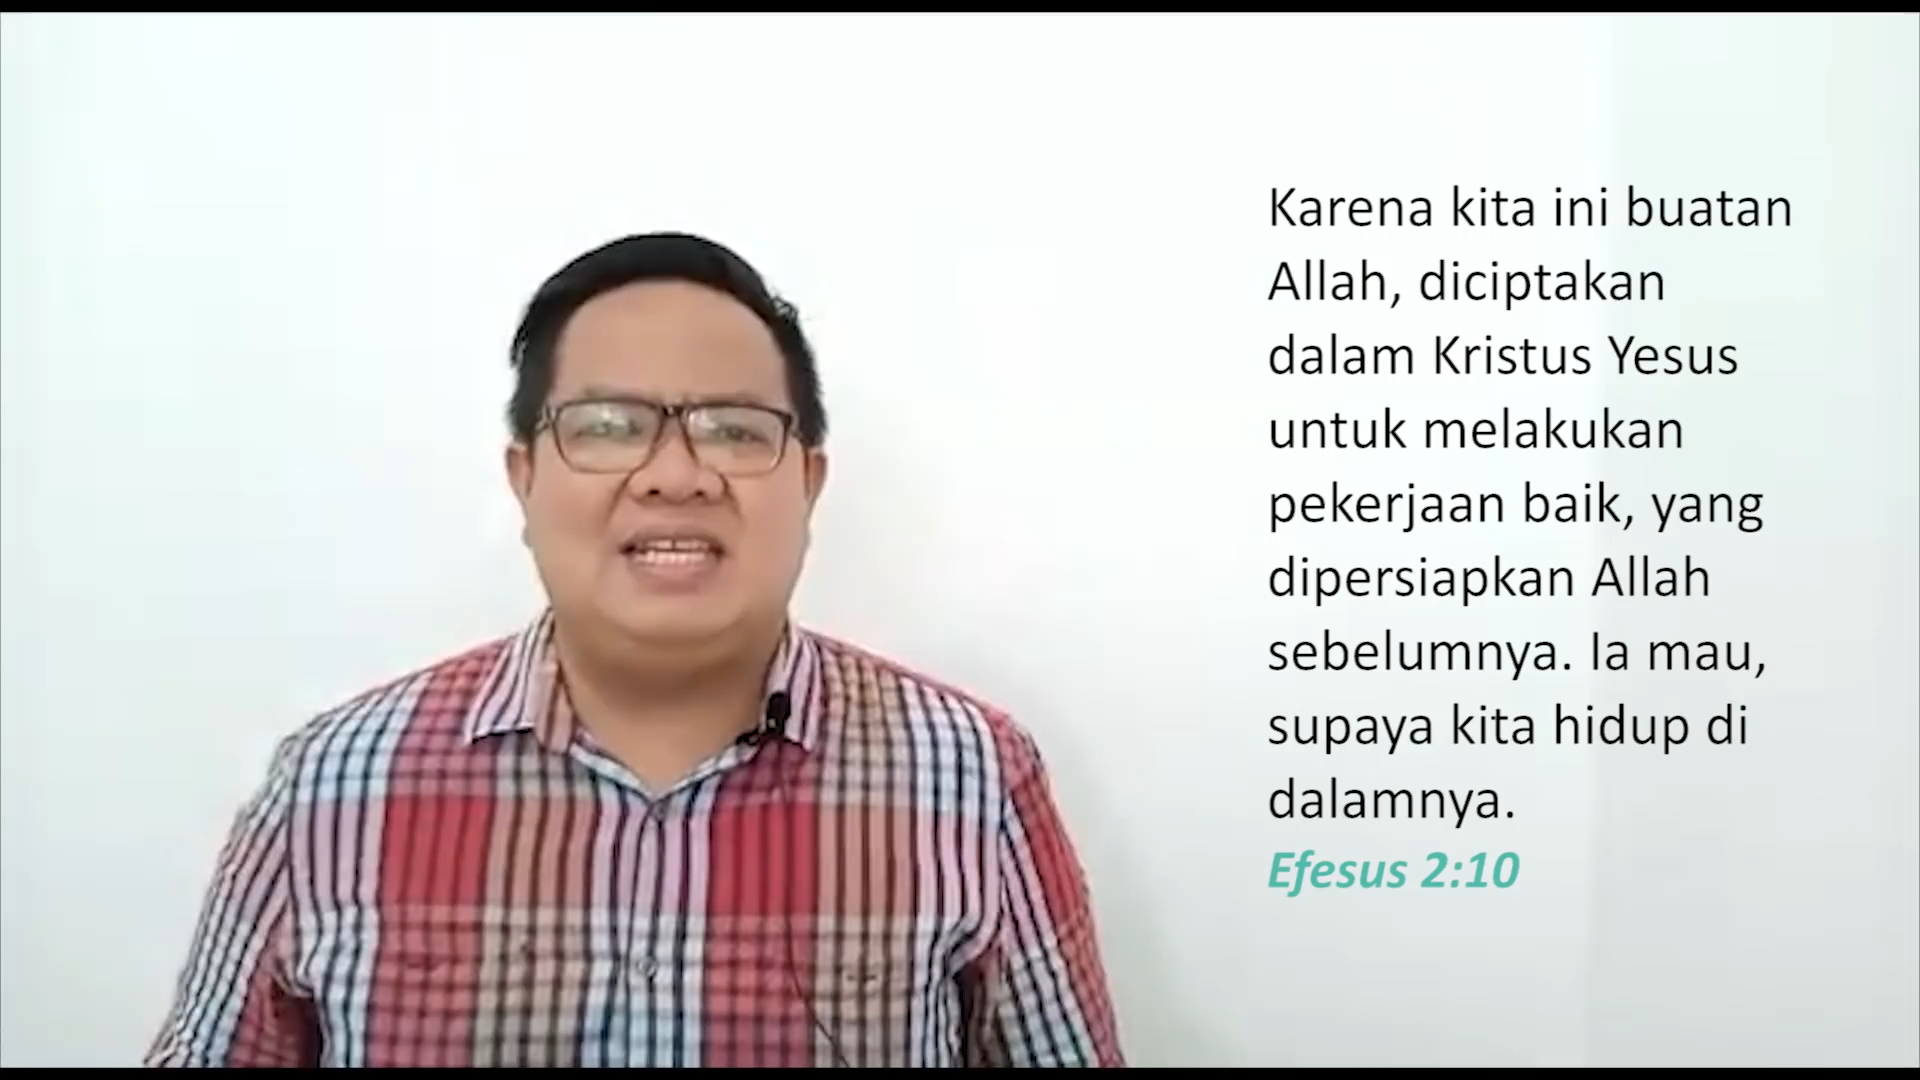 Karena kita ini buatan
Allah, diciptakan
dalam Kristus Yesus
untuk melakukan
pekerjaan baik, yang
dipersiapkan Allah
sebelumnya. Ia mau,
supaya kita hidup di
dalamnya.
Efesus 2:10